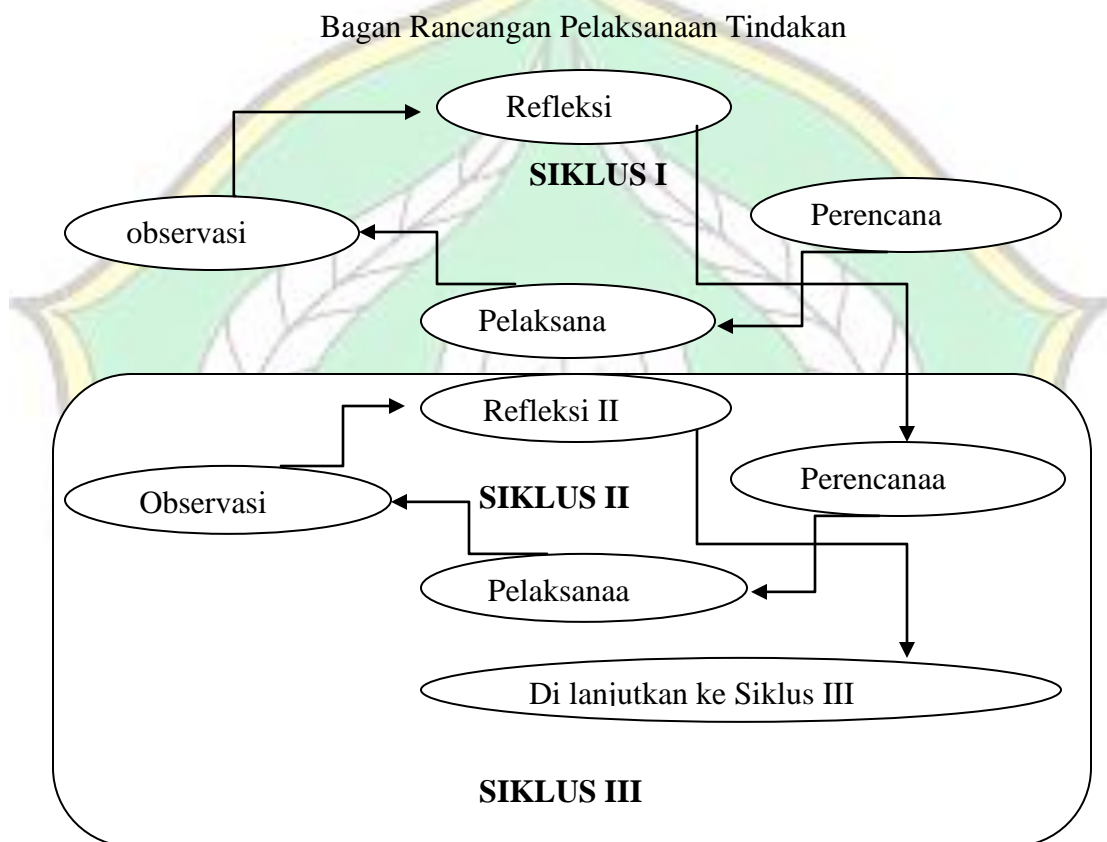 Bagan Rancangan Pelaksanaan Tindakan
Refleksi
SIKLUS I
Perencana
observasi
Pelaksana
Refleksi II
Perencanaa
Observasi
SIKLUS II
Pelaksanaa
Di lanjutkan ke Siklus III
SIKLUS III